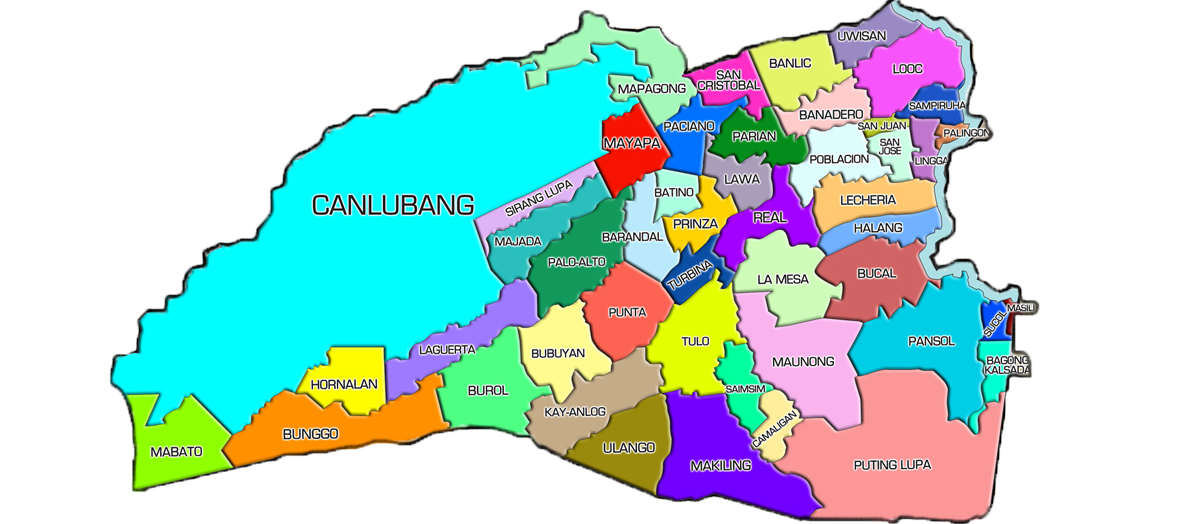 UWISAN
BANLIC
LOOC
SAN
CRISTOBAL
MAPAGONG
SAMPIRUHA
BANADERO
PACIANO
SAN JUAN
PALINGON
PARIAN
MAYAPA
SAN
JOSE
POBLACION
LINGGA
LAWA
SIRANG LUPA
BATINO
LECHERIA
CANLUBANG
REAL
PRINZA
HALANG
BARANDAL
MAJADA
PALO-ALTO
TURBINA
BUCAL
LA MESA
MASILI
PUNTA
SUCOL
TULO
PANSOL
LAGUERTA
BUBUYAN
MAUNONG
BAGONG
KALSADA
HORNALAN
BUROL
SAIMSIM
KAY-ANLOG
CAMALIGAN
BUNGGO
ULANGO
MABATO
MAKILING
PUTING LUPA